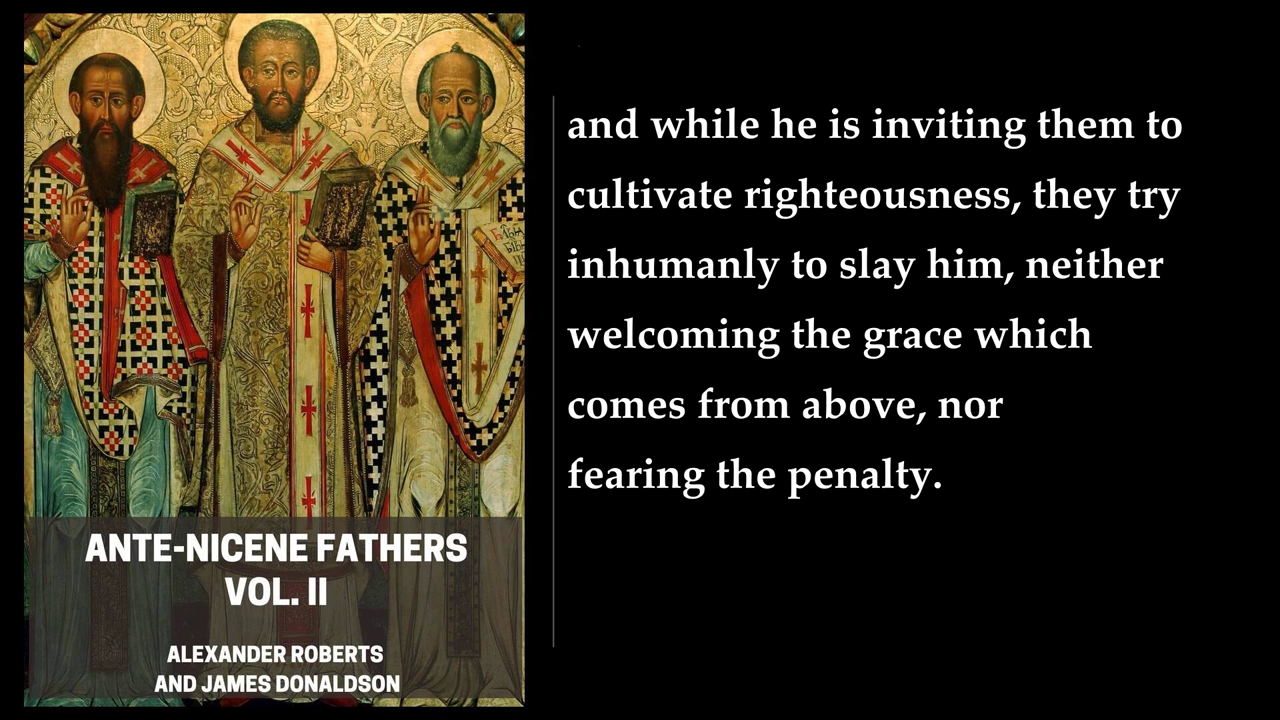 ANTE-NICENE FATHERS
VOL. II
ALEXANDER ROBERTS
AND JAMES DONALDSON
and while he is inviting them to
cultivate righteousness, they try
inhumanly to slay him, neither
welcoming the grace which
comes from above, nor
fearing the penalty.